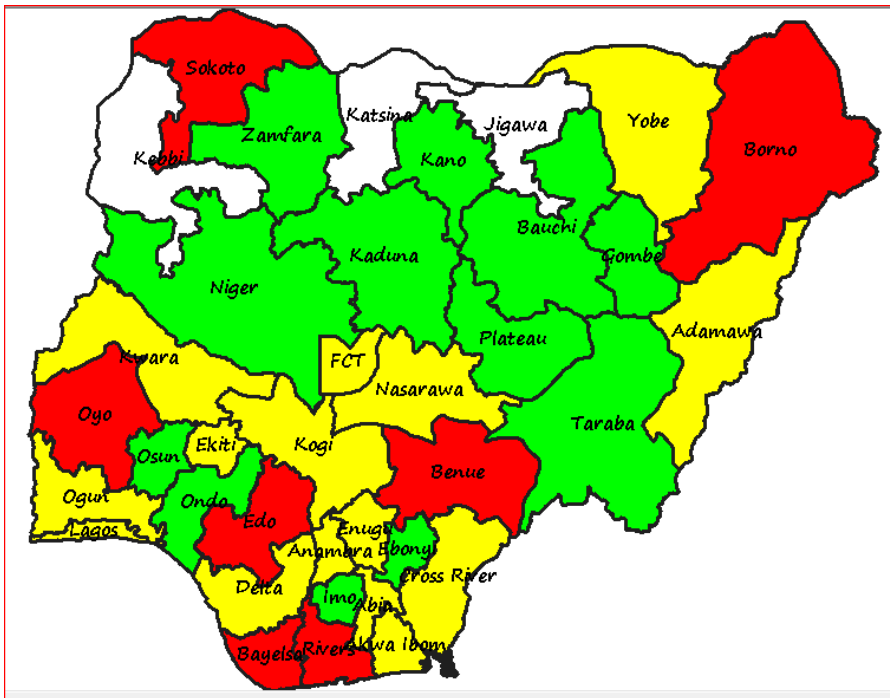 Sokoto
Katsina
Jigawa
Yobe
Borno
Zamfara
Kano
Kebbi
Bauchi
Gombe
Kaduna
Niger
Adamawa
Plateau
FCT
Kwara
Nasarawa
Oyo
Taraba
Ekiti
Kogi
Osun
Benue
Ogun
Ondo
Edo
Lagos
Enugu
Anamara
Ebony
Cross River
Delta
Imo
Abia
Bayelsa
Rivers
Akwa Ibom